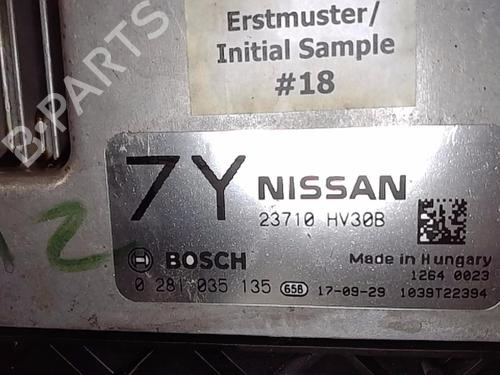 B-PARTS
Erstmuster/
Initial Sample
#18
7Y NISSAN
23710 HV30B
BOSCH
Made in Hungary
1264 0023
0 281 035 135 65B 17-09-29 1039T22394